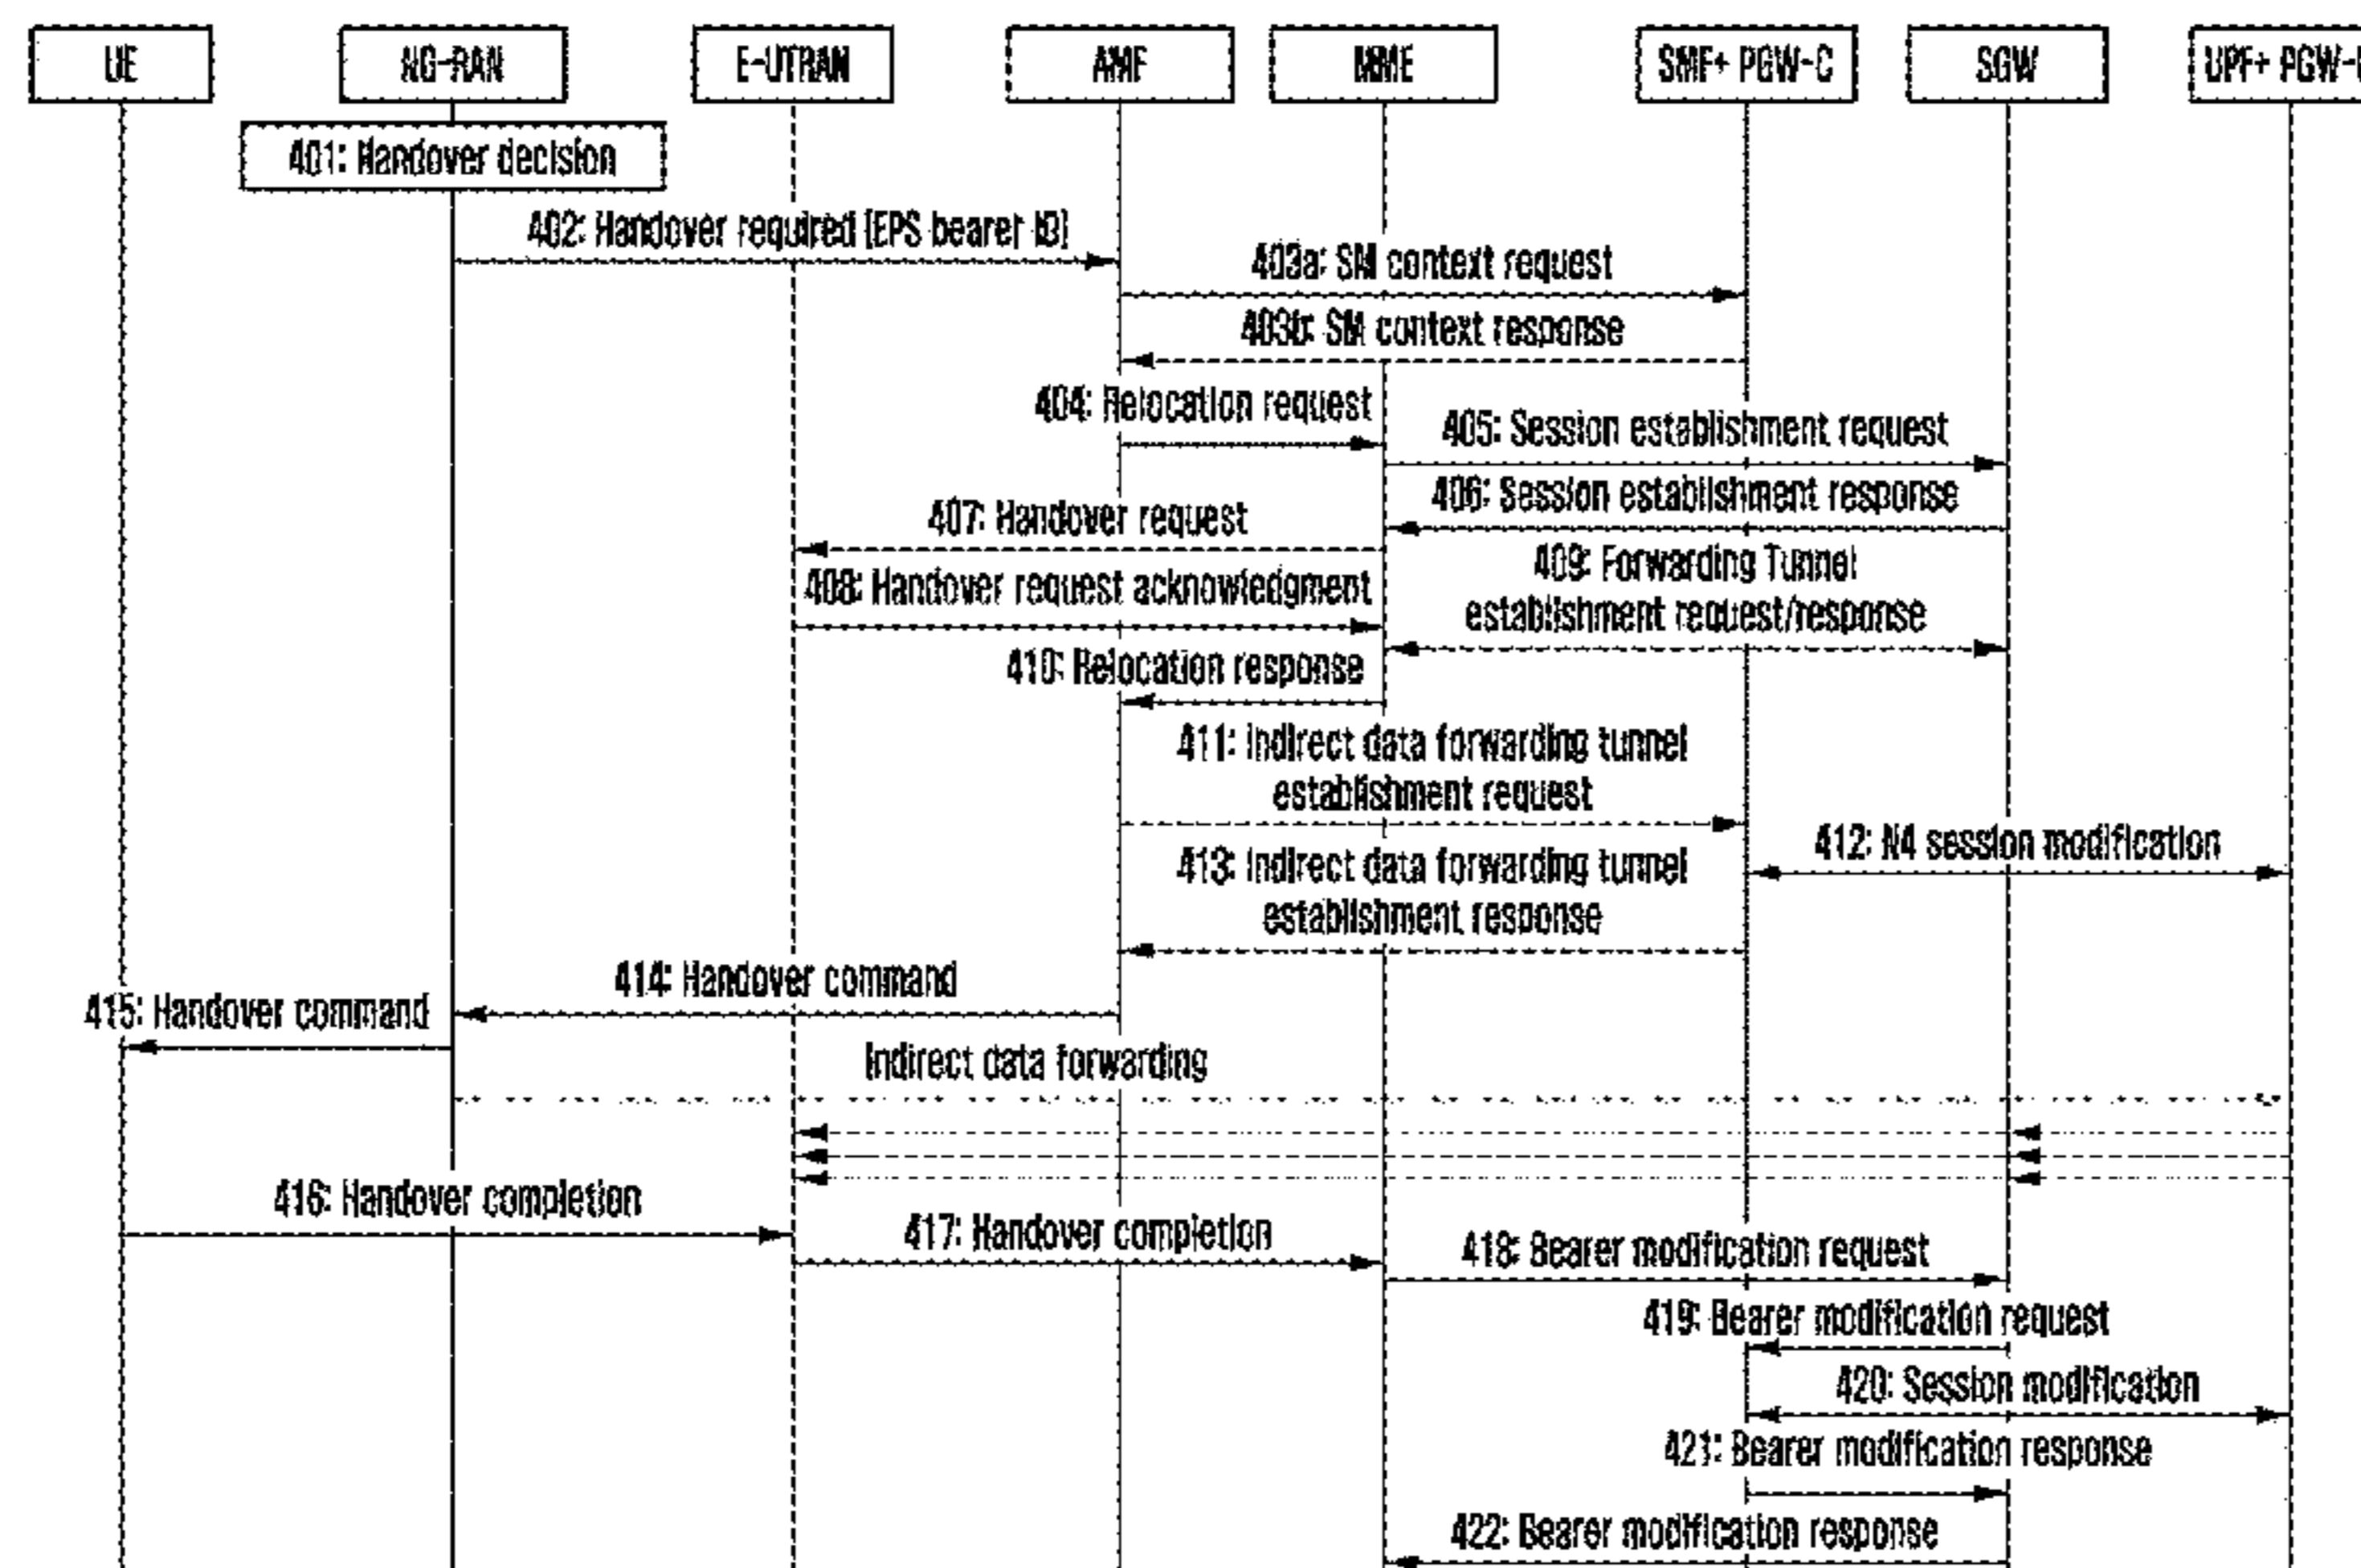 UE
NG-RAN
E-UTRAN
AMF
MME
SMF+ PGW-C
SGW
UPF+ PGW-
401: Handover decision
402: Handover required (EPS bearer ID)
403a: SM context request
403b: SM context response
404: Relocation request
405: Session establishment request
406: Session establishment response
407: Handover request
408: Handover request acknowledgment
409: Forwarding Tunnel
establishment request/response
410: Relocation response
411: Indirect data forwarding tunnel
establishment request
412: N4 session modification
413: Indirect data forwarding tunnel
establishment response
414: Handover command
415: Handover command
Indirect data forwarding
416: Handover completion
417: Handover completion
418: Bearer modification request
419: Bearer modification request
420: Session modification
421: Bearer modification response
422: Bearer modification response